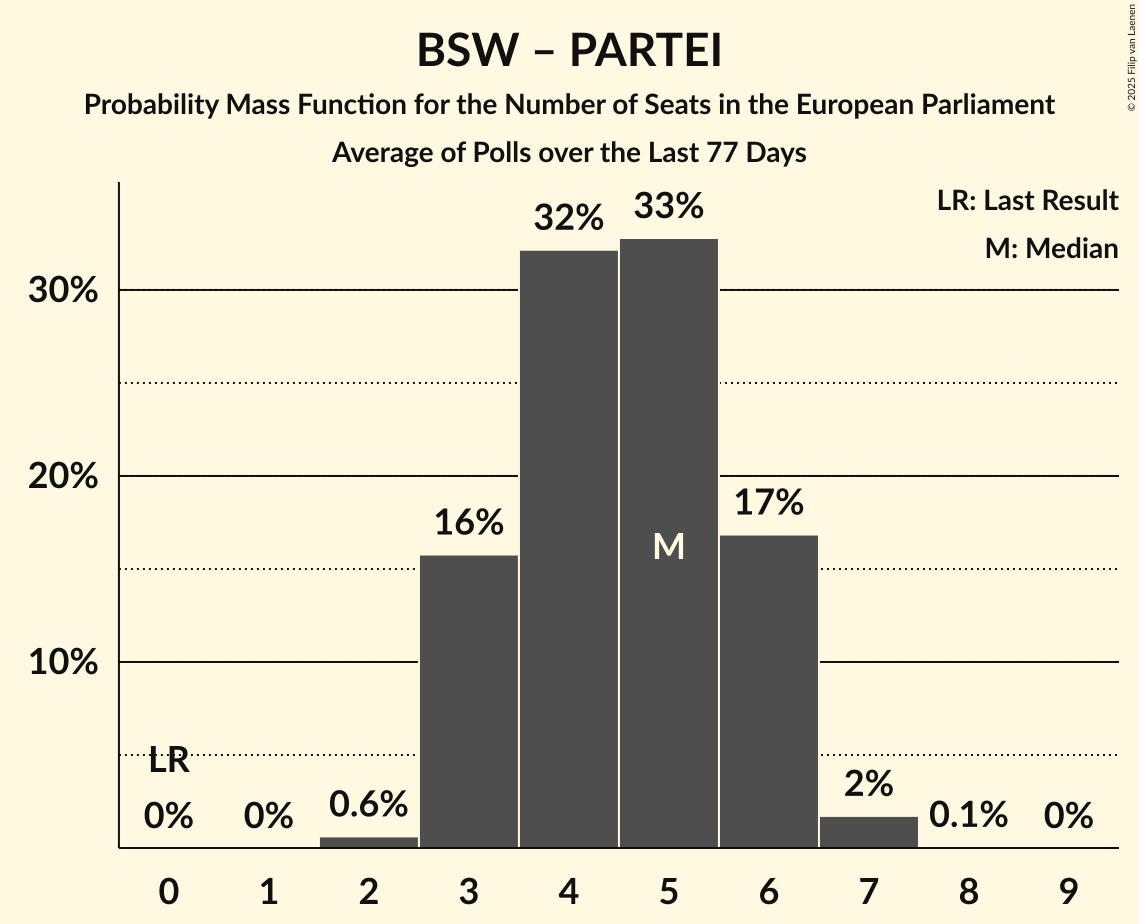 BSW – PARTEI
Probability Mass Function for the Number of Seats in the European Parliament
Average of Polls over the Last 77 Days
© 2025 Filip van Laenen
LR: Last Result
M: Median
30%
20%
10%
LR
0%
0%
0.6%
16%
32%
33%
M
17%
2%
0.1%
0%
0 1 2 3 4 5 6 7 8 9